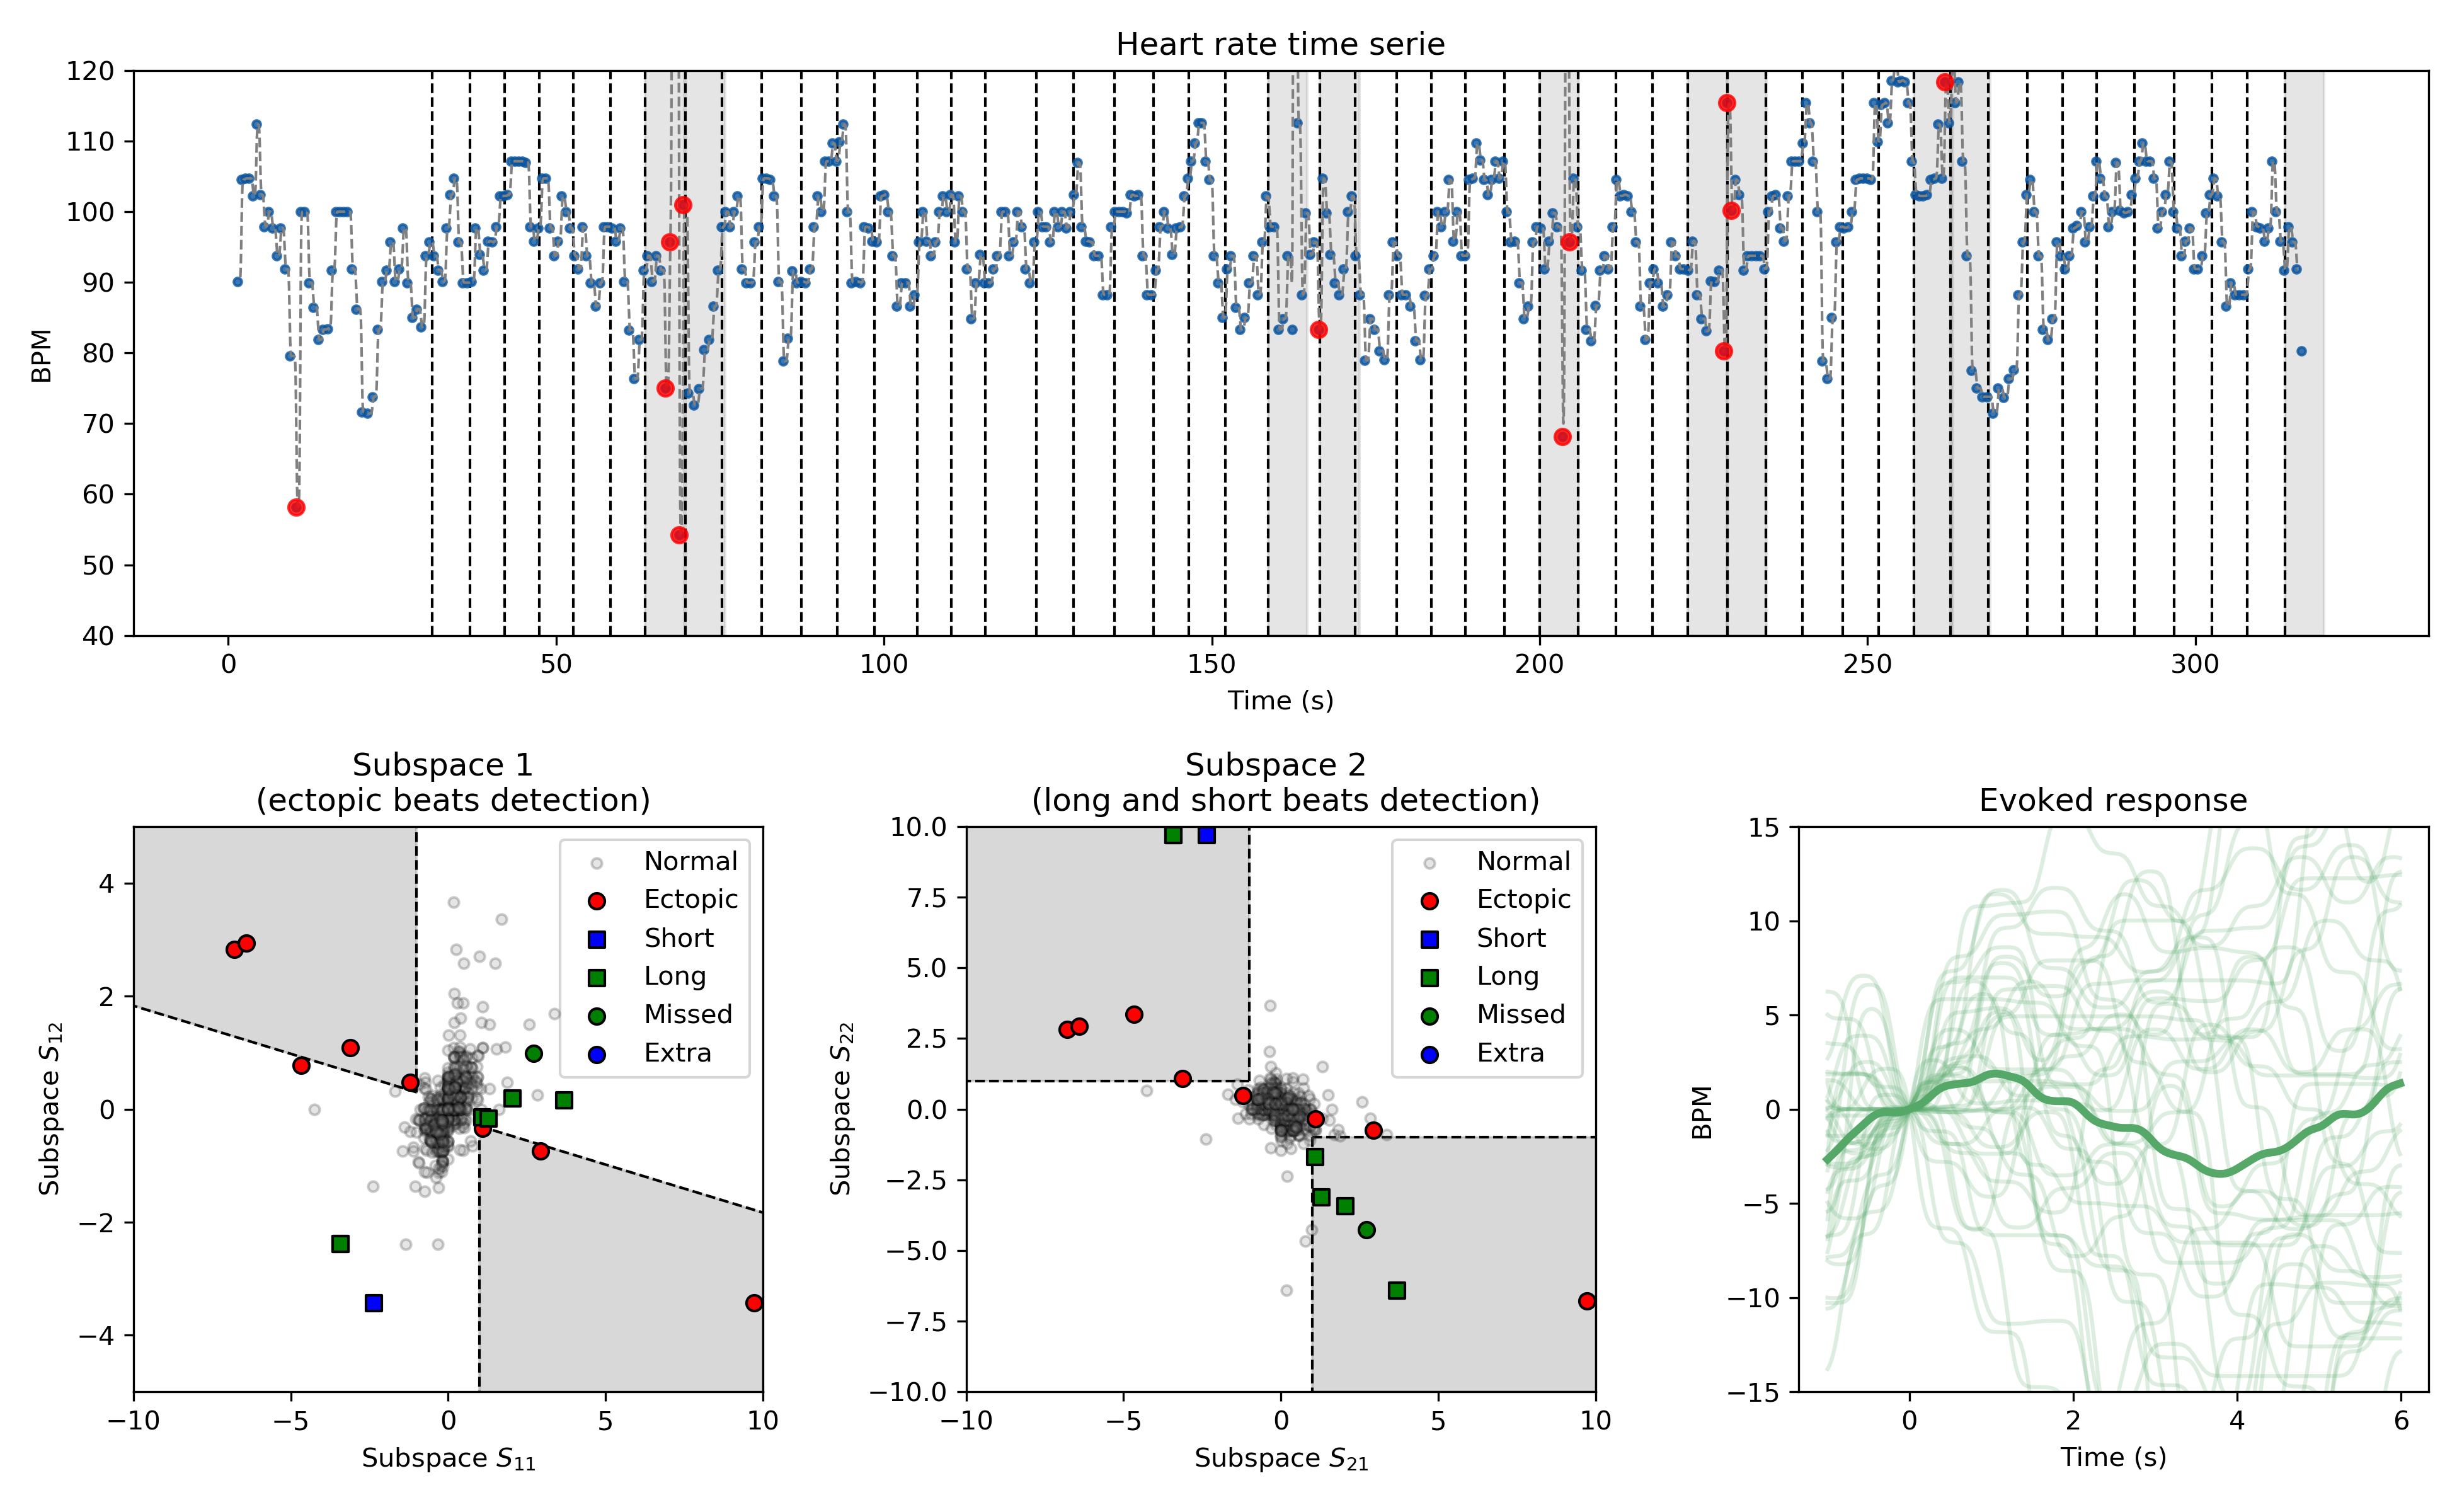 Heart rate time serie
120
110
100
90
80
70
60
50
40
BPM
0 50 100 150 200 250 300
Time (s)
Subspace 1
(ectopic beats detection)
4
2
0
−2
−4
Subspace S₁₂
Normal
Ectopic
Short
Long
Missed
Extra
−10 −5 0 5 10
Subspace S₁₁
Subspace 2
(long and short beats detection)
10.0
7.5
5.0
2.5
0.0
−2.5
−5.0
−7.5
−10.0
Subspace S₂₂
Normal
Ectopic
Short
Long
Missed
Extra
−10 −5 0 5 10
Subspace S₂₁
Evoked response
15
10
5
0
−5
−10
−15
BPM
0 2 4 6
Time (s)